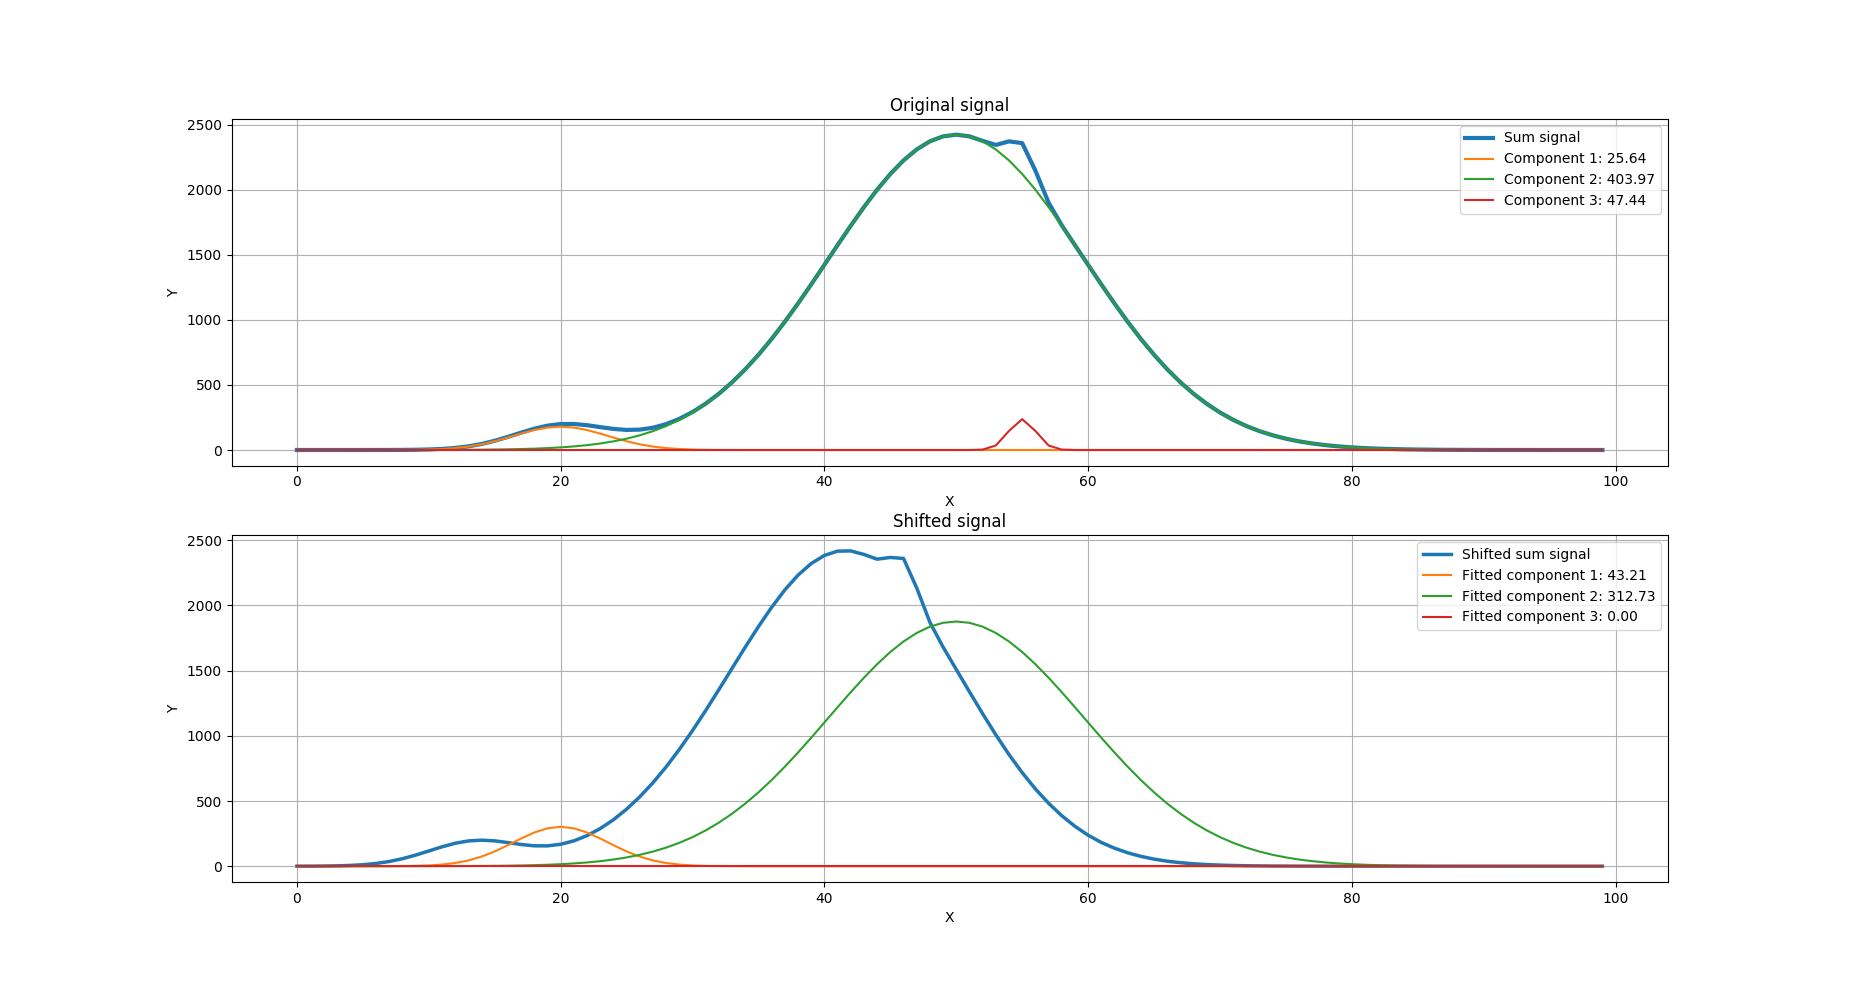 Original signal
2500
2000
1500
1000
500
0
Y
Sum signal
Component 1: 25.64
Component 2: 403.97
Component 3: 47.44
0 20 40 60 80 100
X
Shifted signal
2500
2000
1500
1000
500
0
Y
Shifted sum signal
Fitted component 1: 43.21
Fitted component 2: 312.73
Fitted component 3: 0.00
0 20 40 60 80 100
X